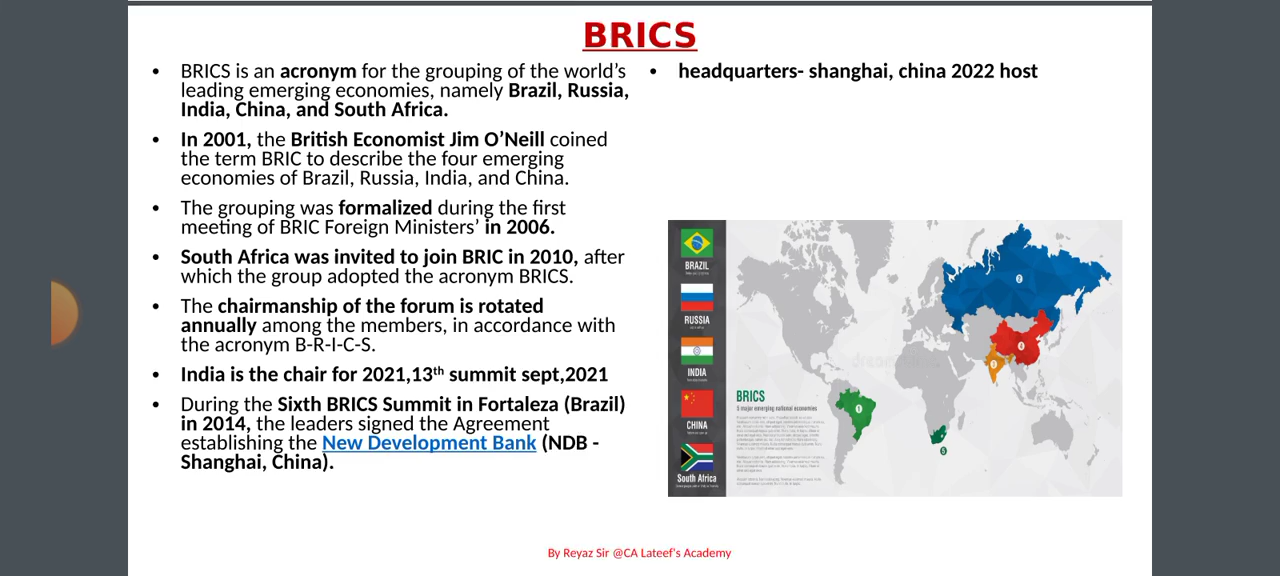 BRICS
• BRICS is an acronym for the grouping of the world’s
leading emerging economies, namely Brazil, Russia,
India, China, and South Africa.
• In 2001, the British Economist Jim O’Neill coined
the term BRIC to describe the four emerging
economies of Brazil, Russia, India, and China.
• The grouping was formalized during the first
meeting of BRIC Foreign Ministers’ in 2006.
• South Africa was invited to join BRIC in 2010, after
which the group adopted the acronym BRICS.
• The chairmanship of the forum is rotated
annually among the members, in accordance with
the acronym B-R-I-C-S.
• India is the chair for 2021,13th summit sept,2021
• During the Sixth BRICS Summit in Fortaleza (Brazil)
in 2014, the leaders signed the Agreement
establishing the New Development Bank (NDB -
Shanghai, China).
• headquarters- shanghai, china 2022 host
BRAZIL
RUSSIA
INDIA
CHINA
South Africa
BRICS
5 major emerging national economies
1
2
3
4
5
By Reyaz Sir @CA Lateef's Academy